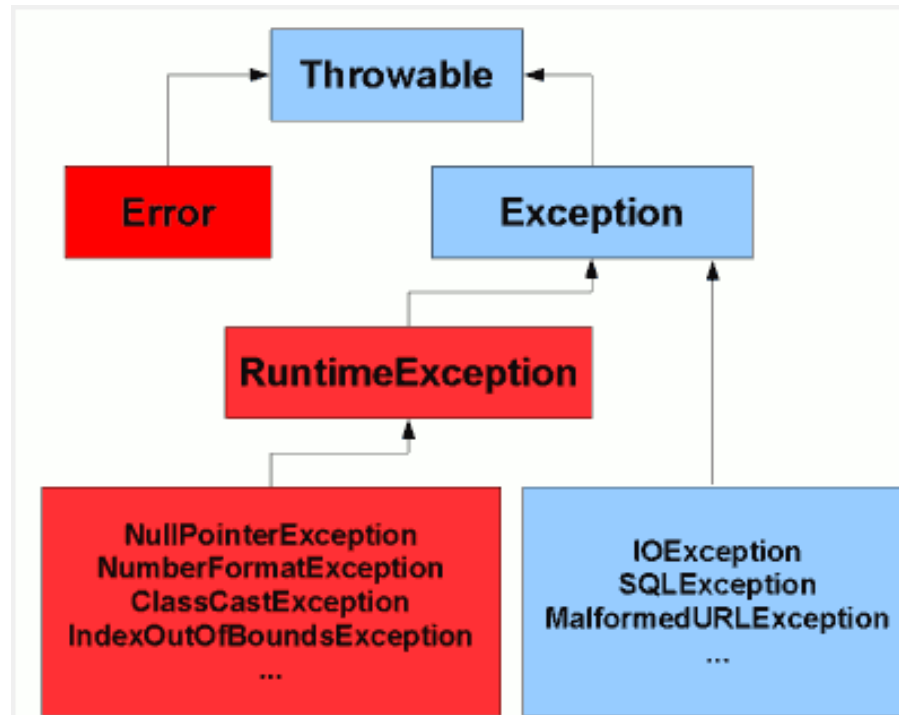 Throwable
Error
Exception
RuntimeException
NullPointerException
NumberFormatException
ClassCastException
IndexOutOfBoundsException
...
IOException
SQLException
MalformedURLException
...